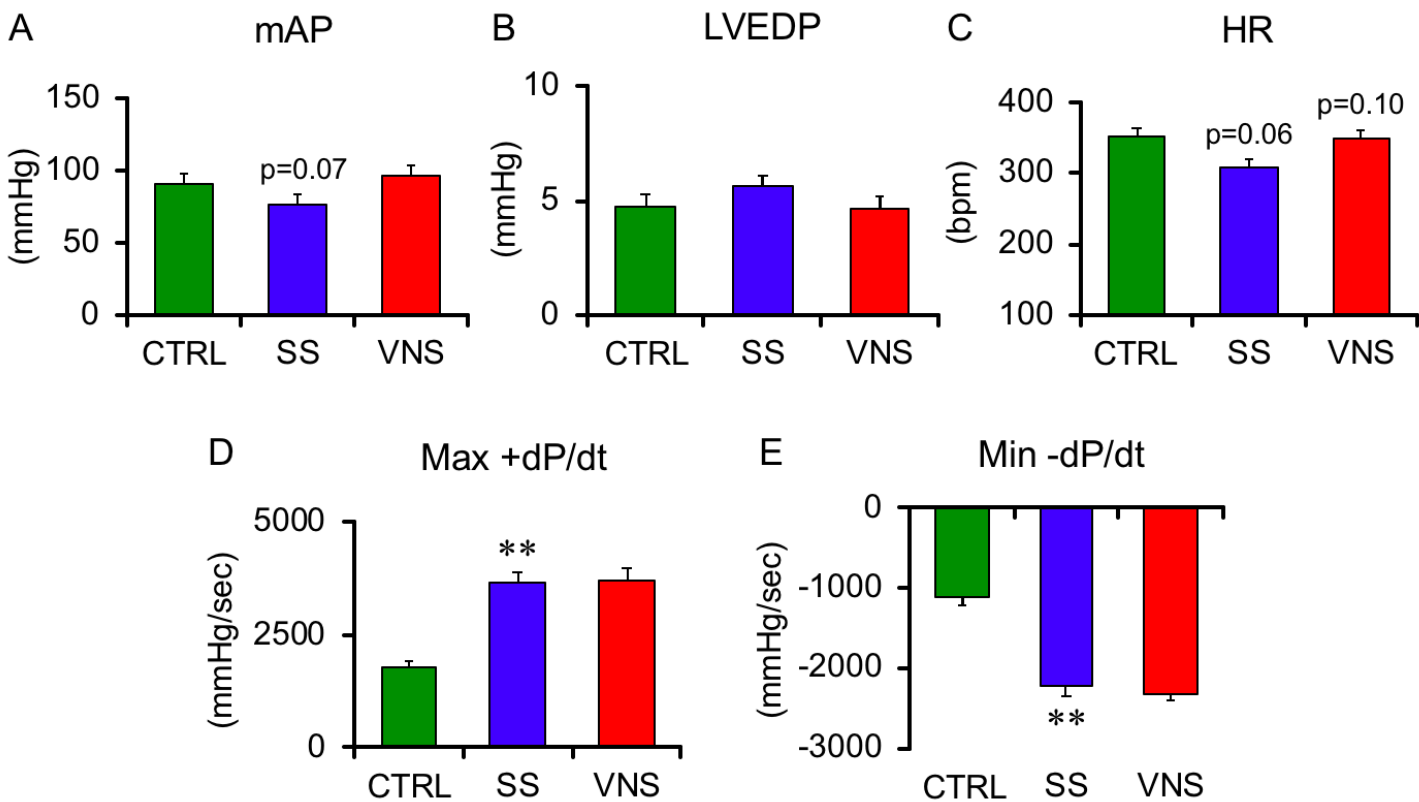 A mAP
(mmHg)
150
100
50
0
p=0.07
CTRL SS VNS
B LVEDP
(mmHg)
10
5
0
CTRL SS VNS
C HR
(bpm)
400
300
200
100
p=0.06
p=0.10
CTRL SS VNS
D Max +dP/dt
(mmHg/sec)
5000
2500
0
**
CTRL SS VNS
E Min -dP/dt
(mmHg/sec)
0
-1000
-2000
-3000
**
CTRL SS VNS